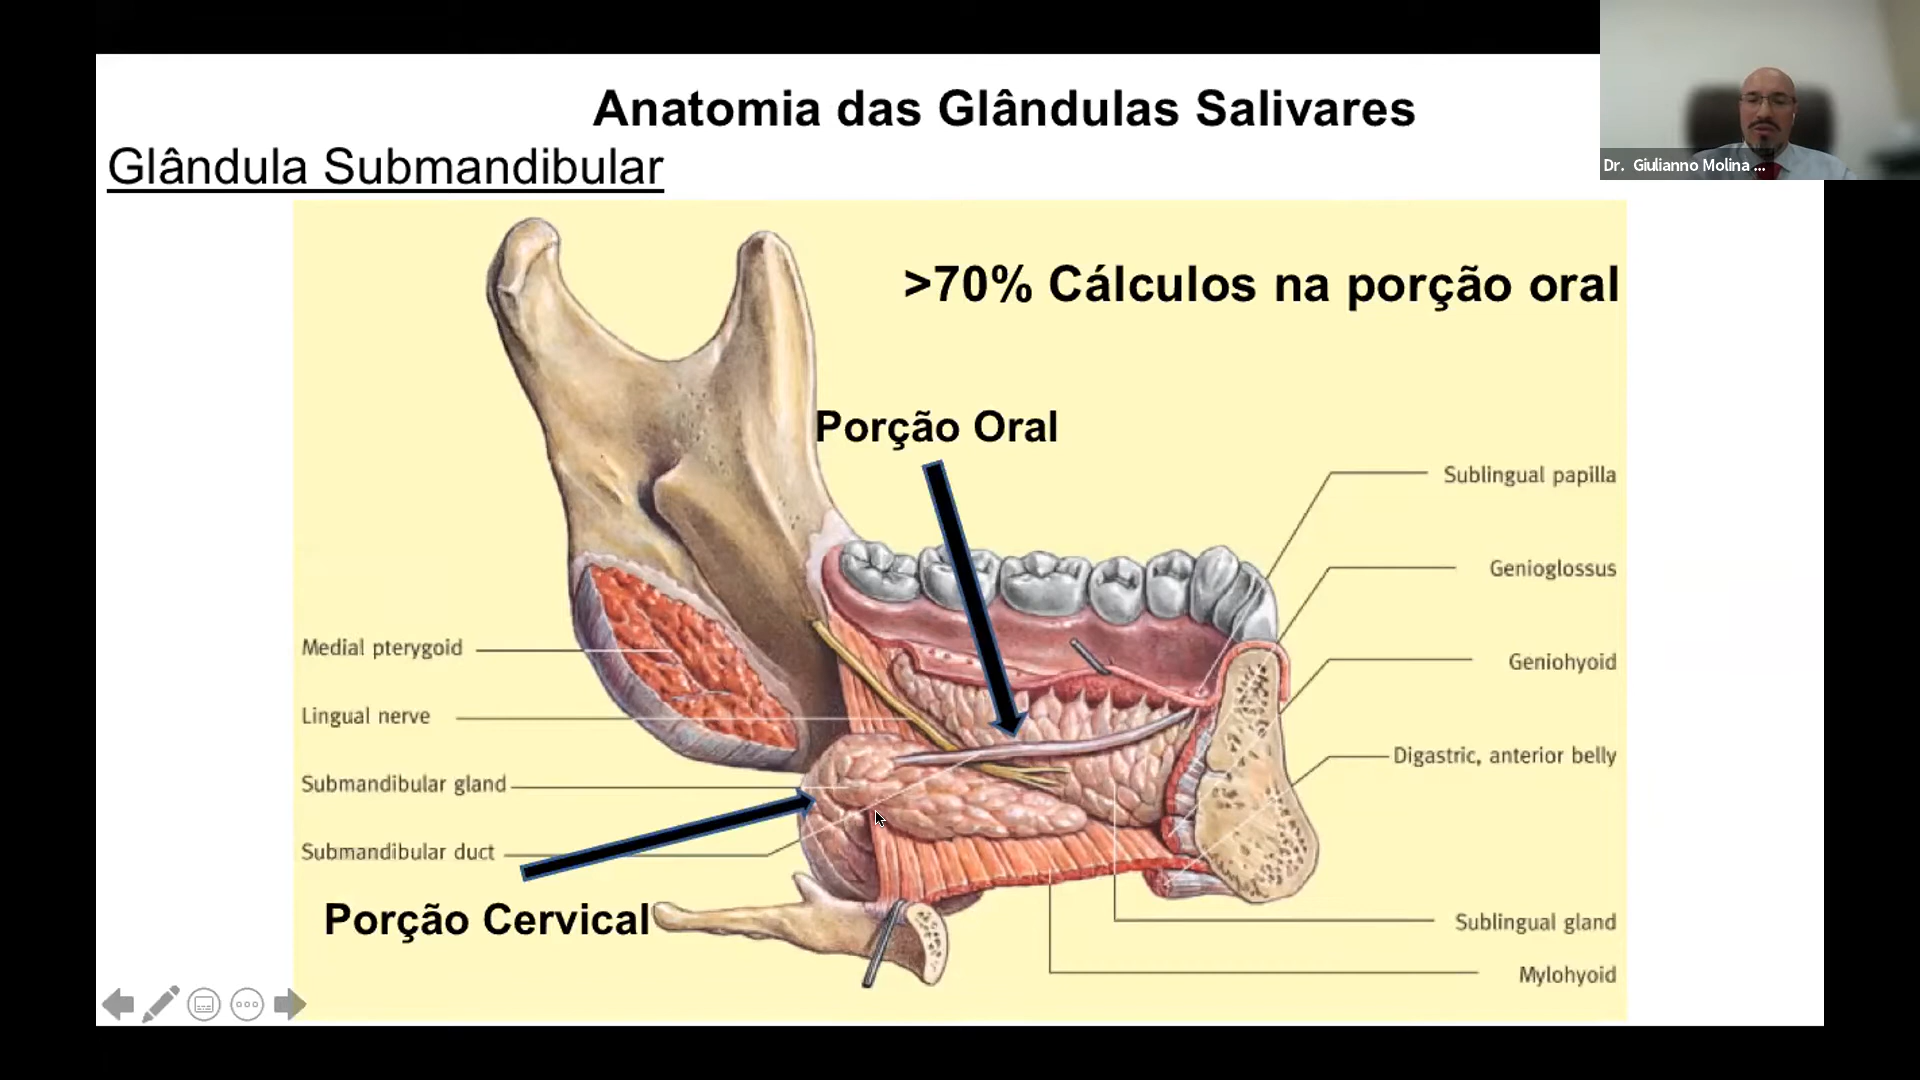 Anatomia das Glândulas Salivares
Glândula Submandibular
Dr. Giulianno Molina ...
>70% Cálculos na porção oral
Porção Oral
Sublingual papilla
Genioglossus
Geniohyoid
Digastric, anterior belly
Medial pterygoid
Lingual nerve
Submandibular gland
Submandibular duct
Porção Cervical
Sublingual gland
Mylohyoid